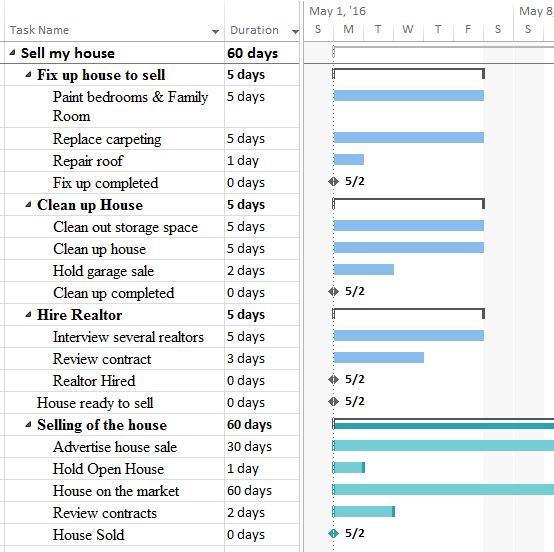 May 1, '16 May 8,
Task Name Duration S M T W T F S S M
Sell my house 60 days
Fix up house to sell 5 days
Paint bedrooms & Family 5 days
Room
Replace carpeting 5 days
Repair roof 1 day
Fix up completed 0 days 5/2
Clean up House 5 days
Clean out storage space 5 days
Clean up house 5 days
Hold garage sale 2 days
Clean up completed 0 days 5/2
Hire Realtor 5 days
Interview several realtors 5 days
Review contract 3 days
Realtor Hired 0 days 5/2
House ready to sell 0 days 5/2
Selling of the house 60 days
Advertise house sale 30 days
Hold Open House 1 day
House on the market 60 days
Review contracts 2 days
House Sold 0 days 5/2